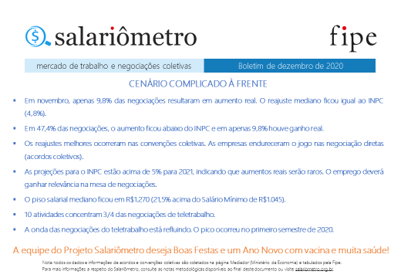 salariômetro
fipe
mercado de trabalho e negociações coletivas
Boletim de dezembro de 2020
CENÁRIO COMPLICADO À FRENTE
• Em novembro, apenas 9,8% das negociações resultaram em aumento real. O reajuste mediano ficou igual ao INPC
(4,8%).
• Em 47,4% das negociações, o aumento ficou abaixo do INPC e em apenas 9,8% houve ganho real.
• Os reajustes melhores ocorreram nas convenções coletivas. As empresas endureceram o jogo nas negociação diretas
(acordos coletivos).
• As projeções para o INPC estão acima de 5% para 2021, indicando que aumentos reais serão raros. O emprego deverá
ganhar relevância na mesa de negociações.
• O piso salarial mediano ficou em R$1.270 (21,5% acima do Salário Mínimo de R$1.045).
• 10 atividades concentram 3/4 das negociações de teletrabalho.
• A onda das negociações do teletrabalho está refluindo. O pico ocorreu no primeiro semestre de 2020.
A equipe do Projeto Salariômetro deseja Boas Festas e um Ano Novo com vacina e muita saúde!
Nota: todos os dados e informações de acordos e convenções coletivas são coletados na página Mediador (Ministério da Economia) e tabulados pela Fipe.
Para mais informações a respeito do Salariômetro, consulte as notas metodológicas disponíveis ao final deste documento ou visite salariometro.org.br.